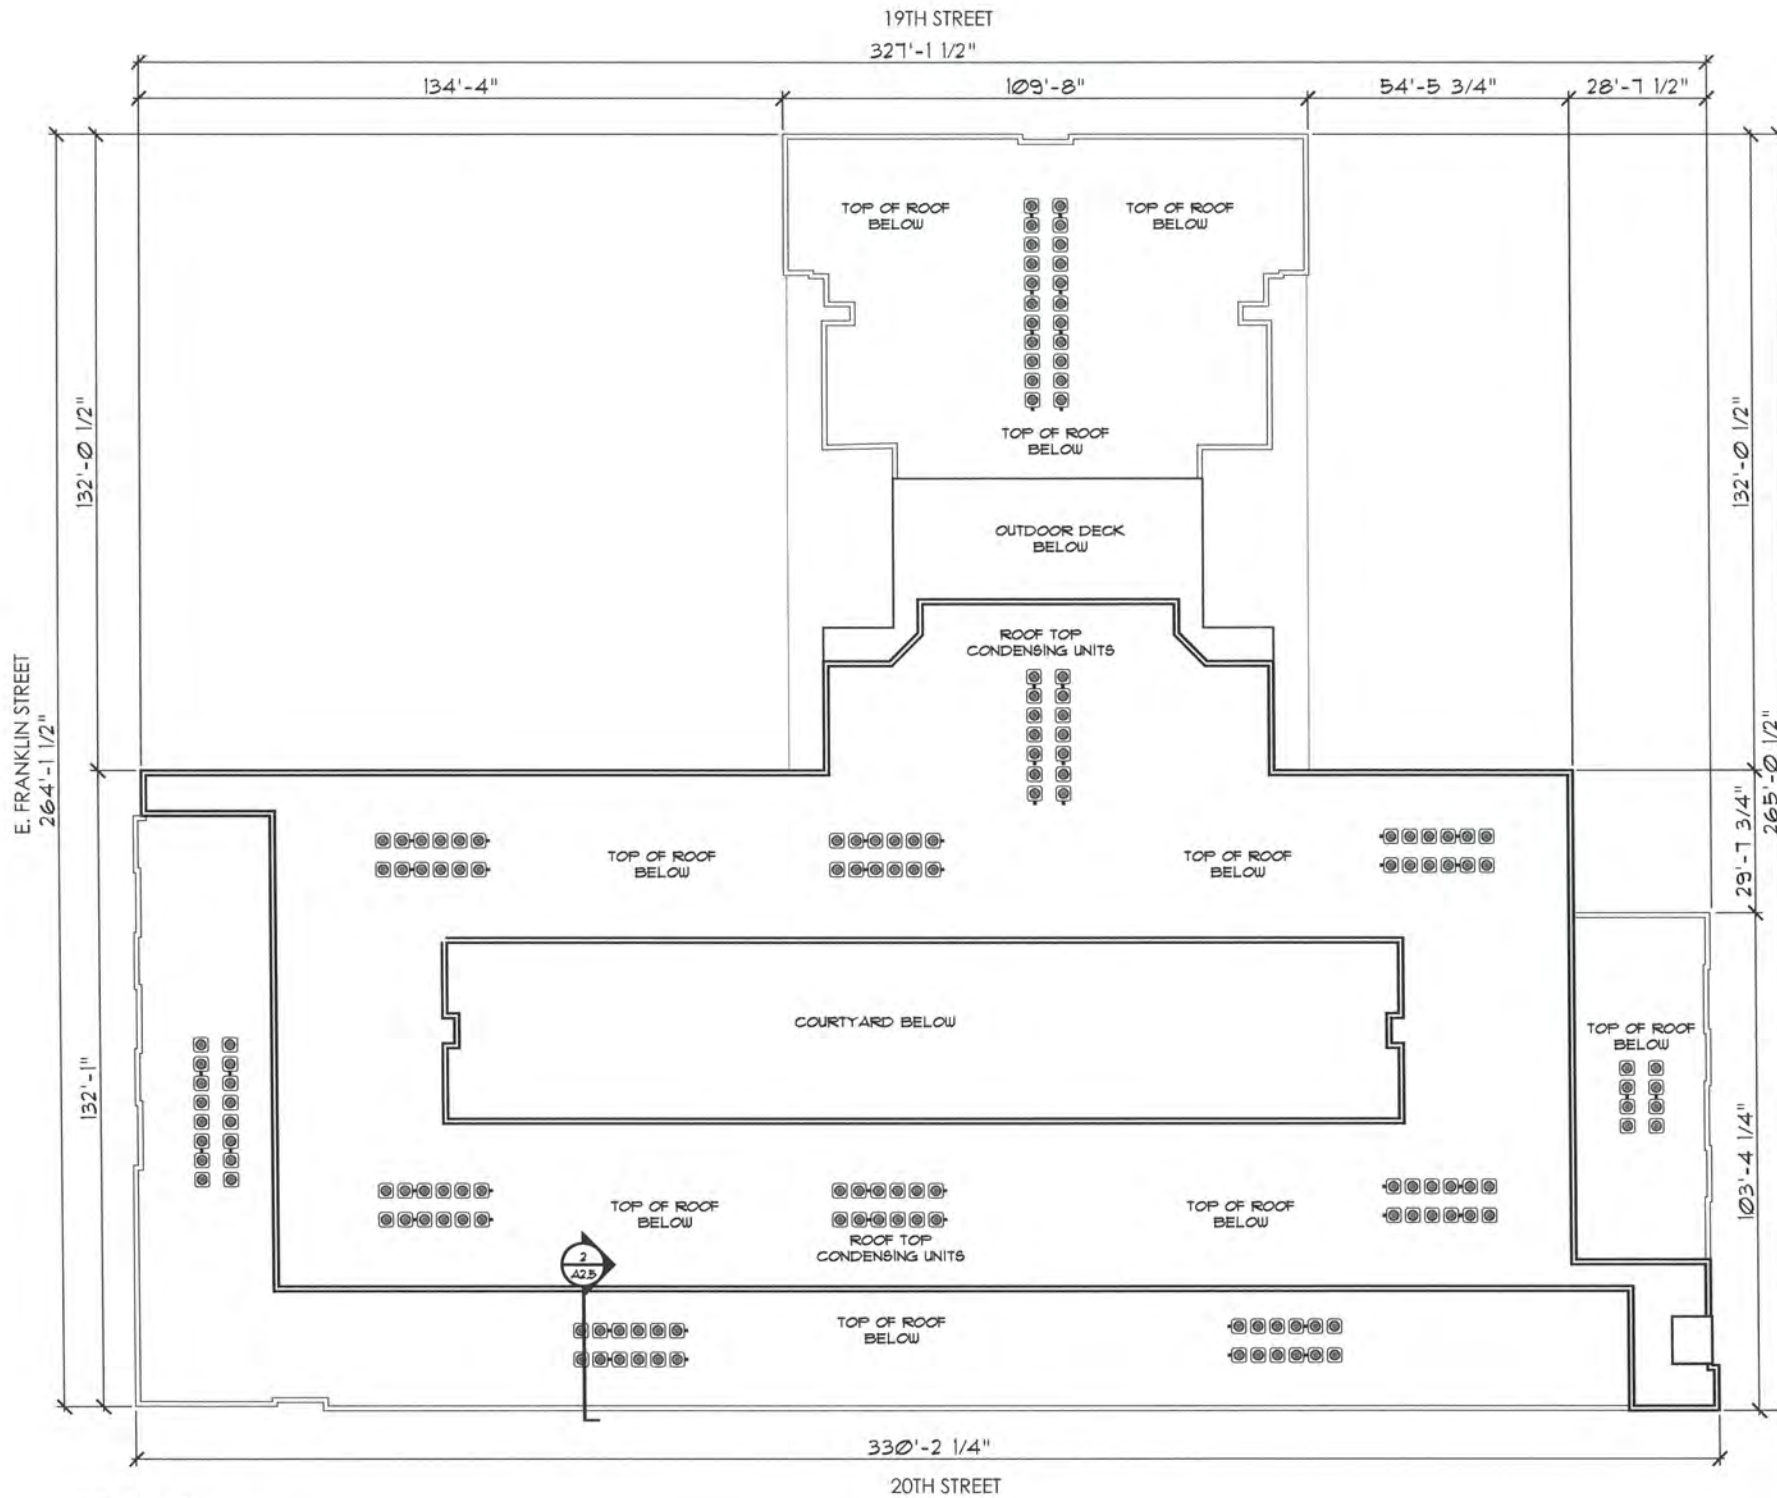 19TH STREET
327'-1 1/2"
134'-4"
109'-8"
54'-5 3/4"
28'-7 1/2"
TOP OF ROOF
BELOW
TOP OF ROOF
BELOW
132'-0 1/2"
132'-0 1/2"
TOP OF ROOF
BELOW
OUTDOOR DECK
BELOW
ROOF TOP
CONDENSING UNITS
E. FRANKLIN STREET
264'-1 1/2"
265'-0 1/2"
29'-7 3/4"
TOP OF ROOF
BELOW
TOP OF ROOF
BELOW
COURTYARD BELOW
TOP OF ROOF
BELOW
132'-1"
103'-4 1/4"
TOP OF ROOF
BELOW
TOP OF ROOF
BELOW
ROOF TOP
CONDENSING UNITS
2
A2.5
TOP OF ROOF
BELOW
330'-2 1/4"
20TH STREET